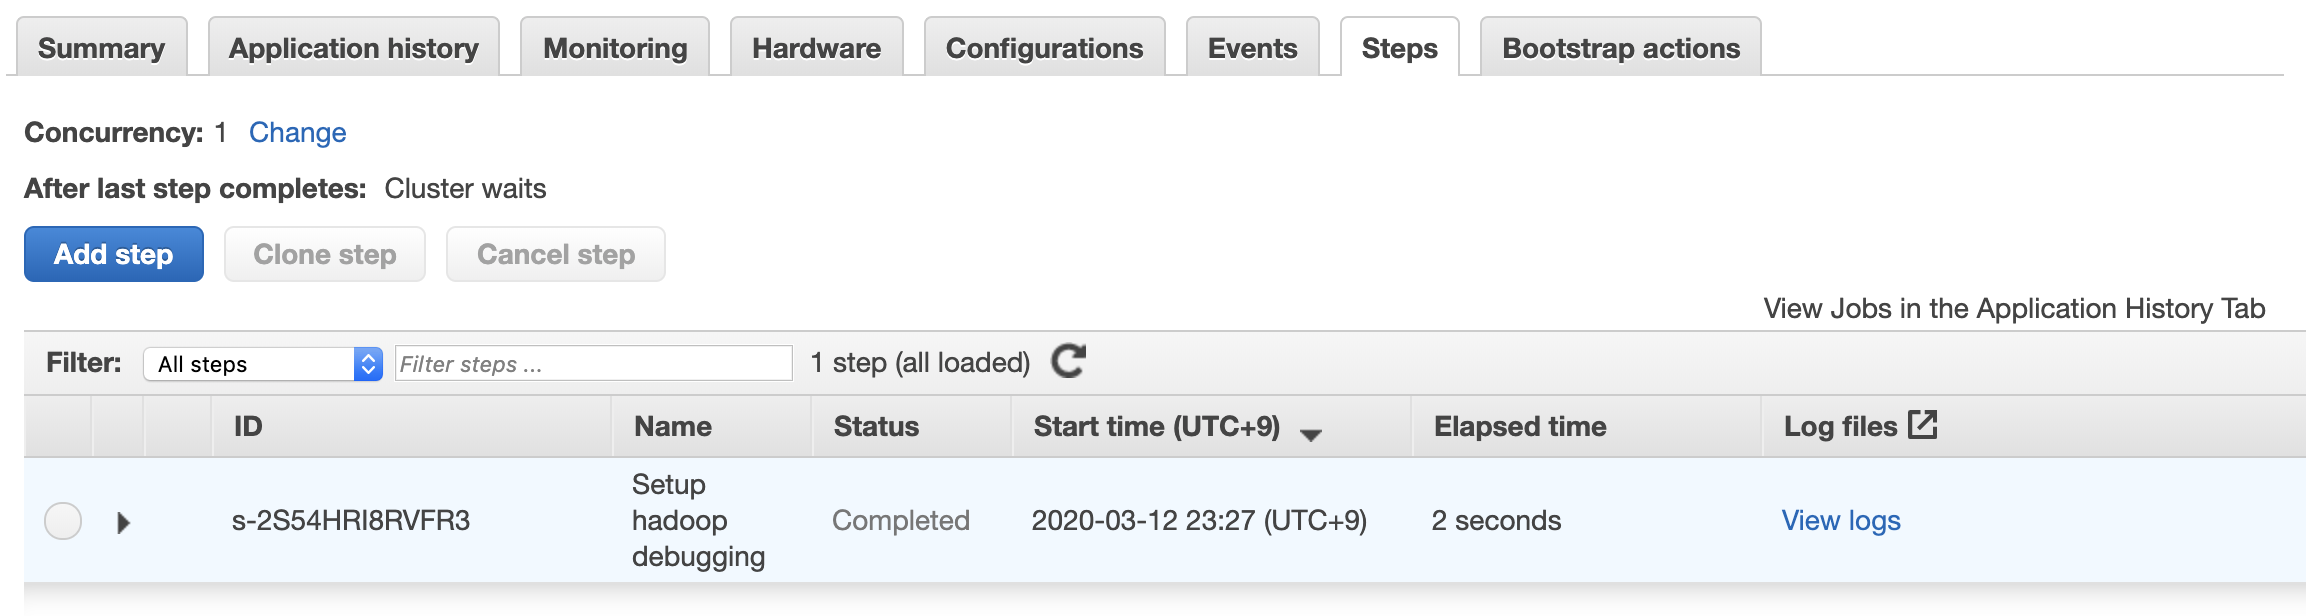 Summary Application history Monitoring Hardware Configurations Events Steps Bootstrap actions
Concurrency: 1 Change
After last step completes: Cluster waits
Add step Clone step Cancel step
View Jobs in the Application History Tab
Filter: All steps Filter steps ... 1 step (all loaded)
ID Name Status Start time (UTC+9) Elapsed time Log files
s-2S54HRI8RVFR3 Setup hadoop debugging Completed 2020-03-12 23:27 (UTC+9) 2 seconds View logs